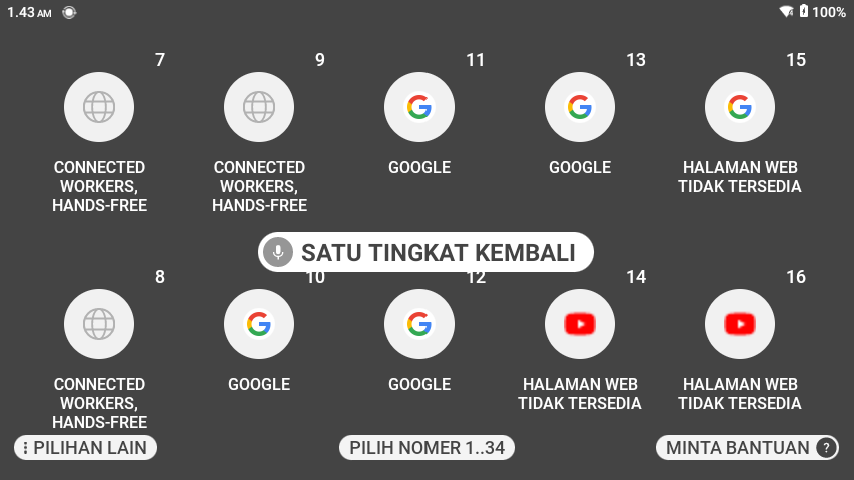 1.43 AM
100%
7
9
11
13
15
CONNECTED
WORKERS,
HANDS-FREE
CONNECTED
WORKERS,
HANDS-FREE
GOOGLE
GOOGLE
HALAMAN WEB
TIDAK TERSEDIA
SATU TINGKAT KEMBALI
8
10
12
14
16
CONNECTED
WORKERS,
HANDS-FREE
GOOGLE
GOOGLE
HALAMAN WEB
TIDAK TERSEDIA
HALAMAN WEB
TIDAK TERSEDIA
PILIHAN LAIN
PILIH NOMER 1..34
MINTA BANTUAN ?